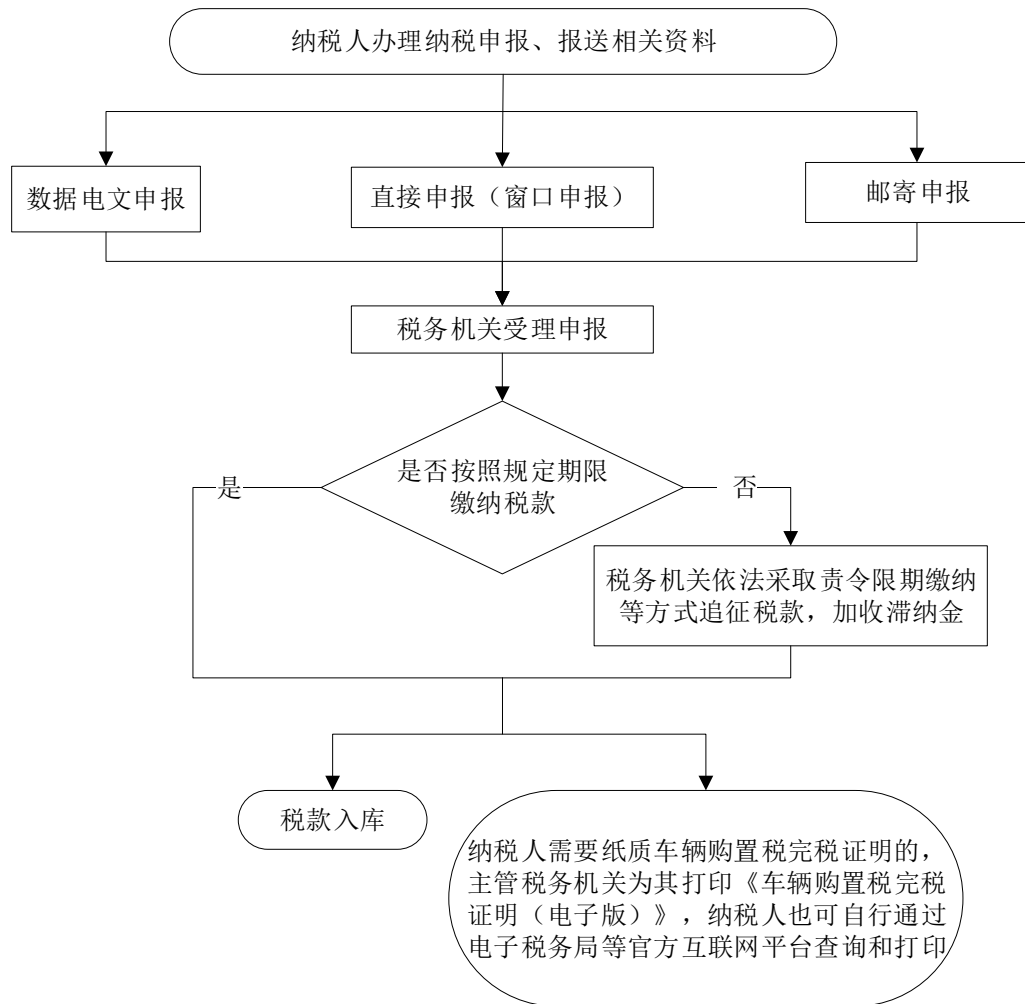 纳税人办理纳税申报、报送相关资料
数据电文申报
直接申报（窗口申报）
邮寄申报
税务机关受理申报
是否按照规定期限
缴纳税款
是
否
税务机关依法采取责令限期缴纳
等方式追征税款，加收滞纳金
税款入库
纳税人需要纸质车辆购置税完税证明的，
主管税务机关为其打印《车辆购置税完税
证明（电子版）》，纳税人也可自行通过
电子税务局等官方互联网平台查询和打印